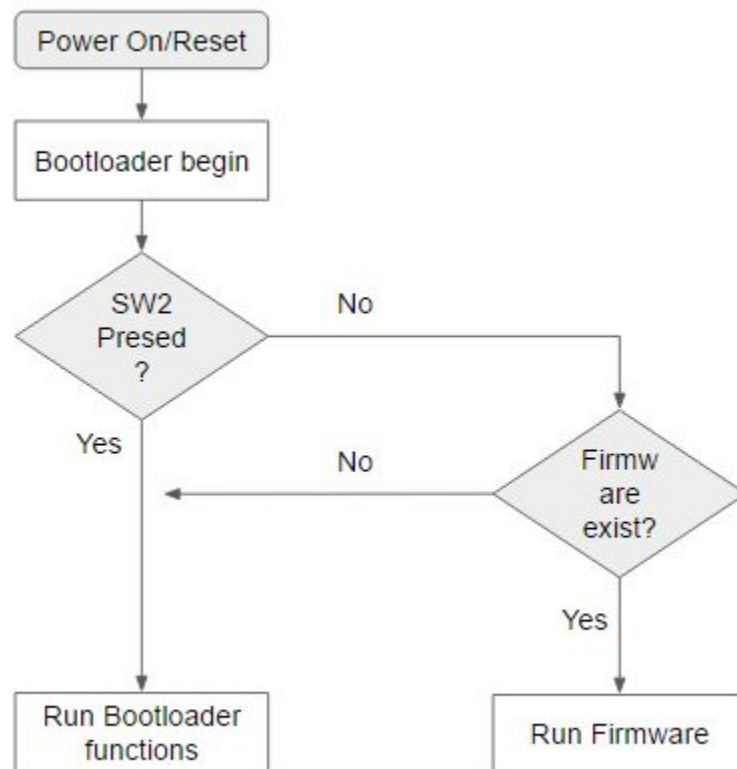 Power On/Reset
Bootloader begin
SW2
Presed
?
No
Yes
No
Firmw
are
exist?
Yes
Run Bootloader
functions
Run Firmware